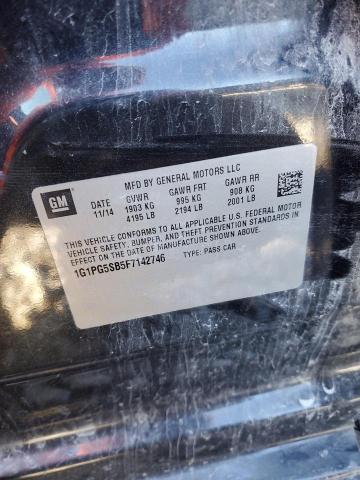 GM
MFD BY GENERAL MOTORS LLC
DATE GVWR GAWR FRT GAWR RR
11/14 1903 KG 995 KG 908 KG
4195 LB 2194 LB 2001 LB
THIS VEHICLE CONFORMS TO ALL APPLICABLE U.S. FEDERAL MOTOR
VEHICLE SAFETY, BUMPER, AND THEFT PREVENTION STANDARDS IN
EFFECT ON THE DATE OF MANUFACTURE SHOWN ABOVE.
1G1PG5SB5F7142746 TYPE: PASS CAR